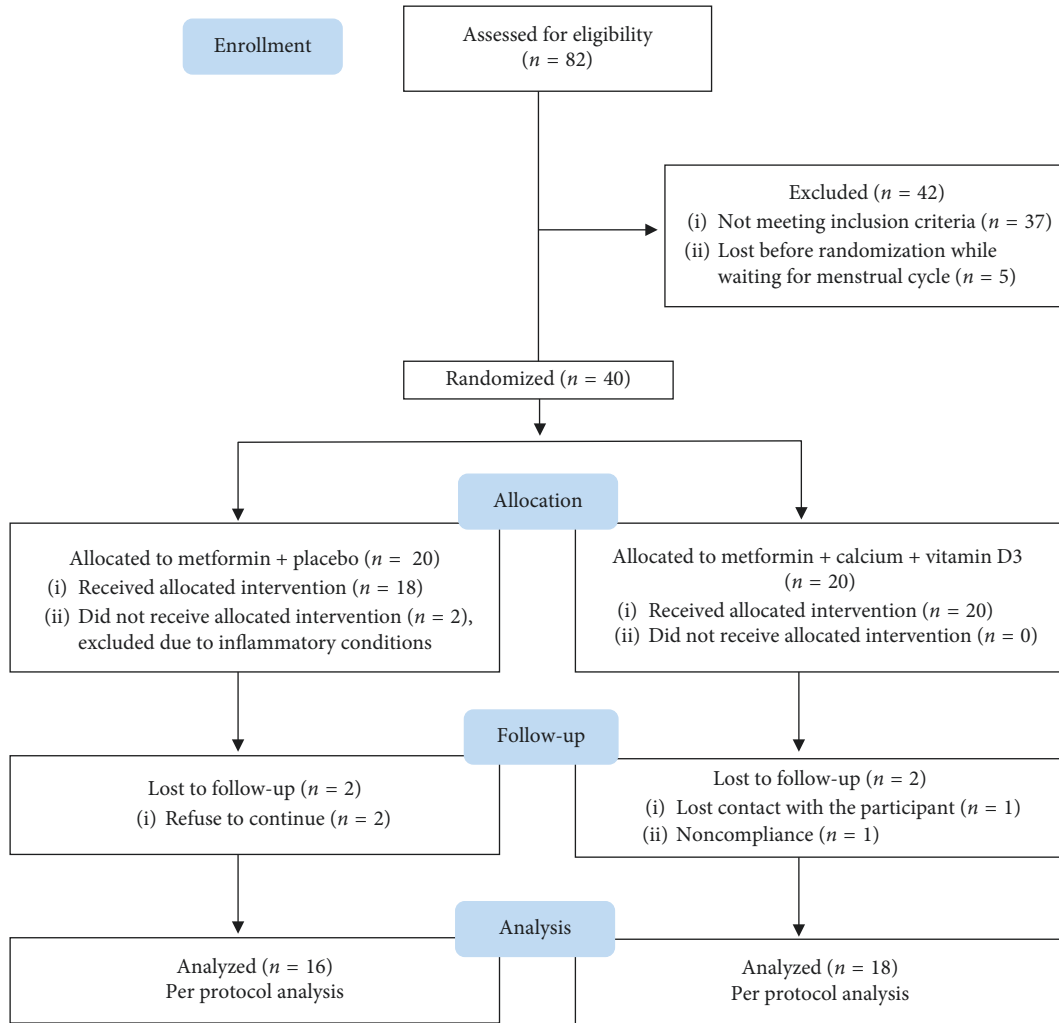 Enrollment
Assessed for eligibility
(n = 82)
Excluded (n = 42)
(i) Not meeting inclusion criteria (n = 37)
(ii) Lost before randomization while
waiting for menstrual cycle (n = 5)
Randomized (n = 40)
Allocation
Allocated to metformin + placebo (n = 20)
(i) Received allocated intervention (n = 18)
(ii) Did not receive allocated intervention (n = 2),
excluded due to inflammatory conditions
Allocated to metformin + calcium + vitamin D3
(n = 20)
(i) Received allocated intervention (n = 20)
(ii) Did not receive allocated intervention (n = 0)
Follow-up
Lost to follow-up (n = 2)
(i) Refuse to continue (n = 2)
Lost to follow-up (n = 2)
(i) Lost contact with the participant (n = 1)
(ii) Noncompliance (n = 1)
Analysis
Analyzed (n = 16)
Per protocol analysis
Analyzed (n = 18)
Per protocol analysis